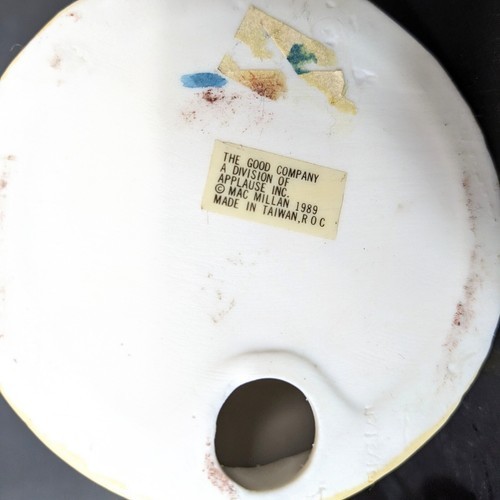 THE GOOD COMPANY
A DIVISION OF
APPLAUSE INC.
© MAC MILLAN 1989
MADE IN TAIWAN, R O C